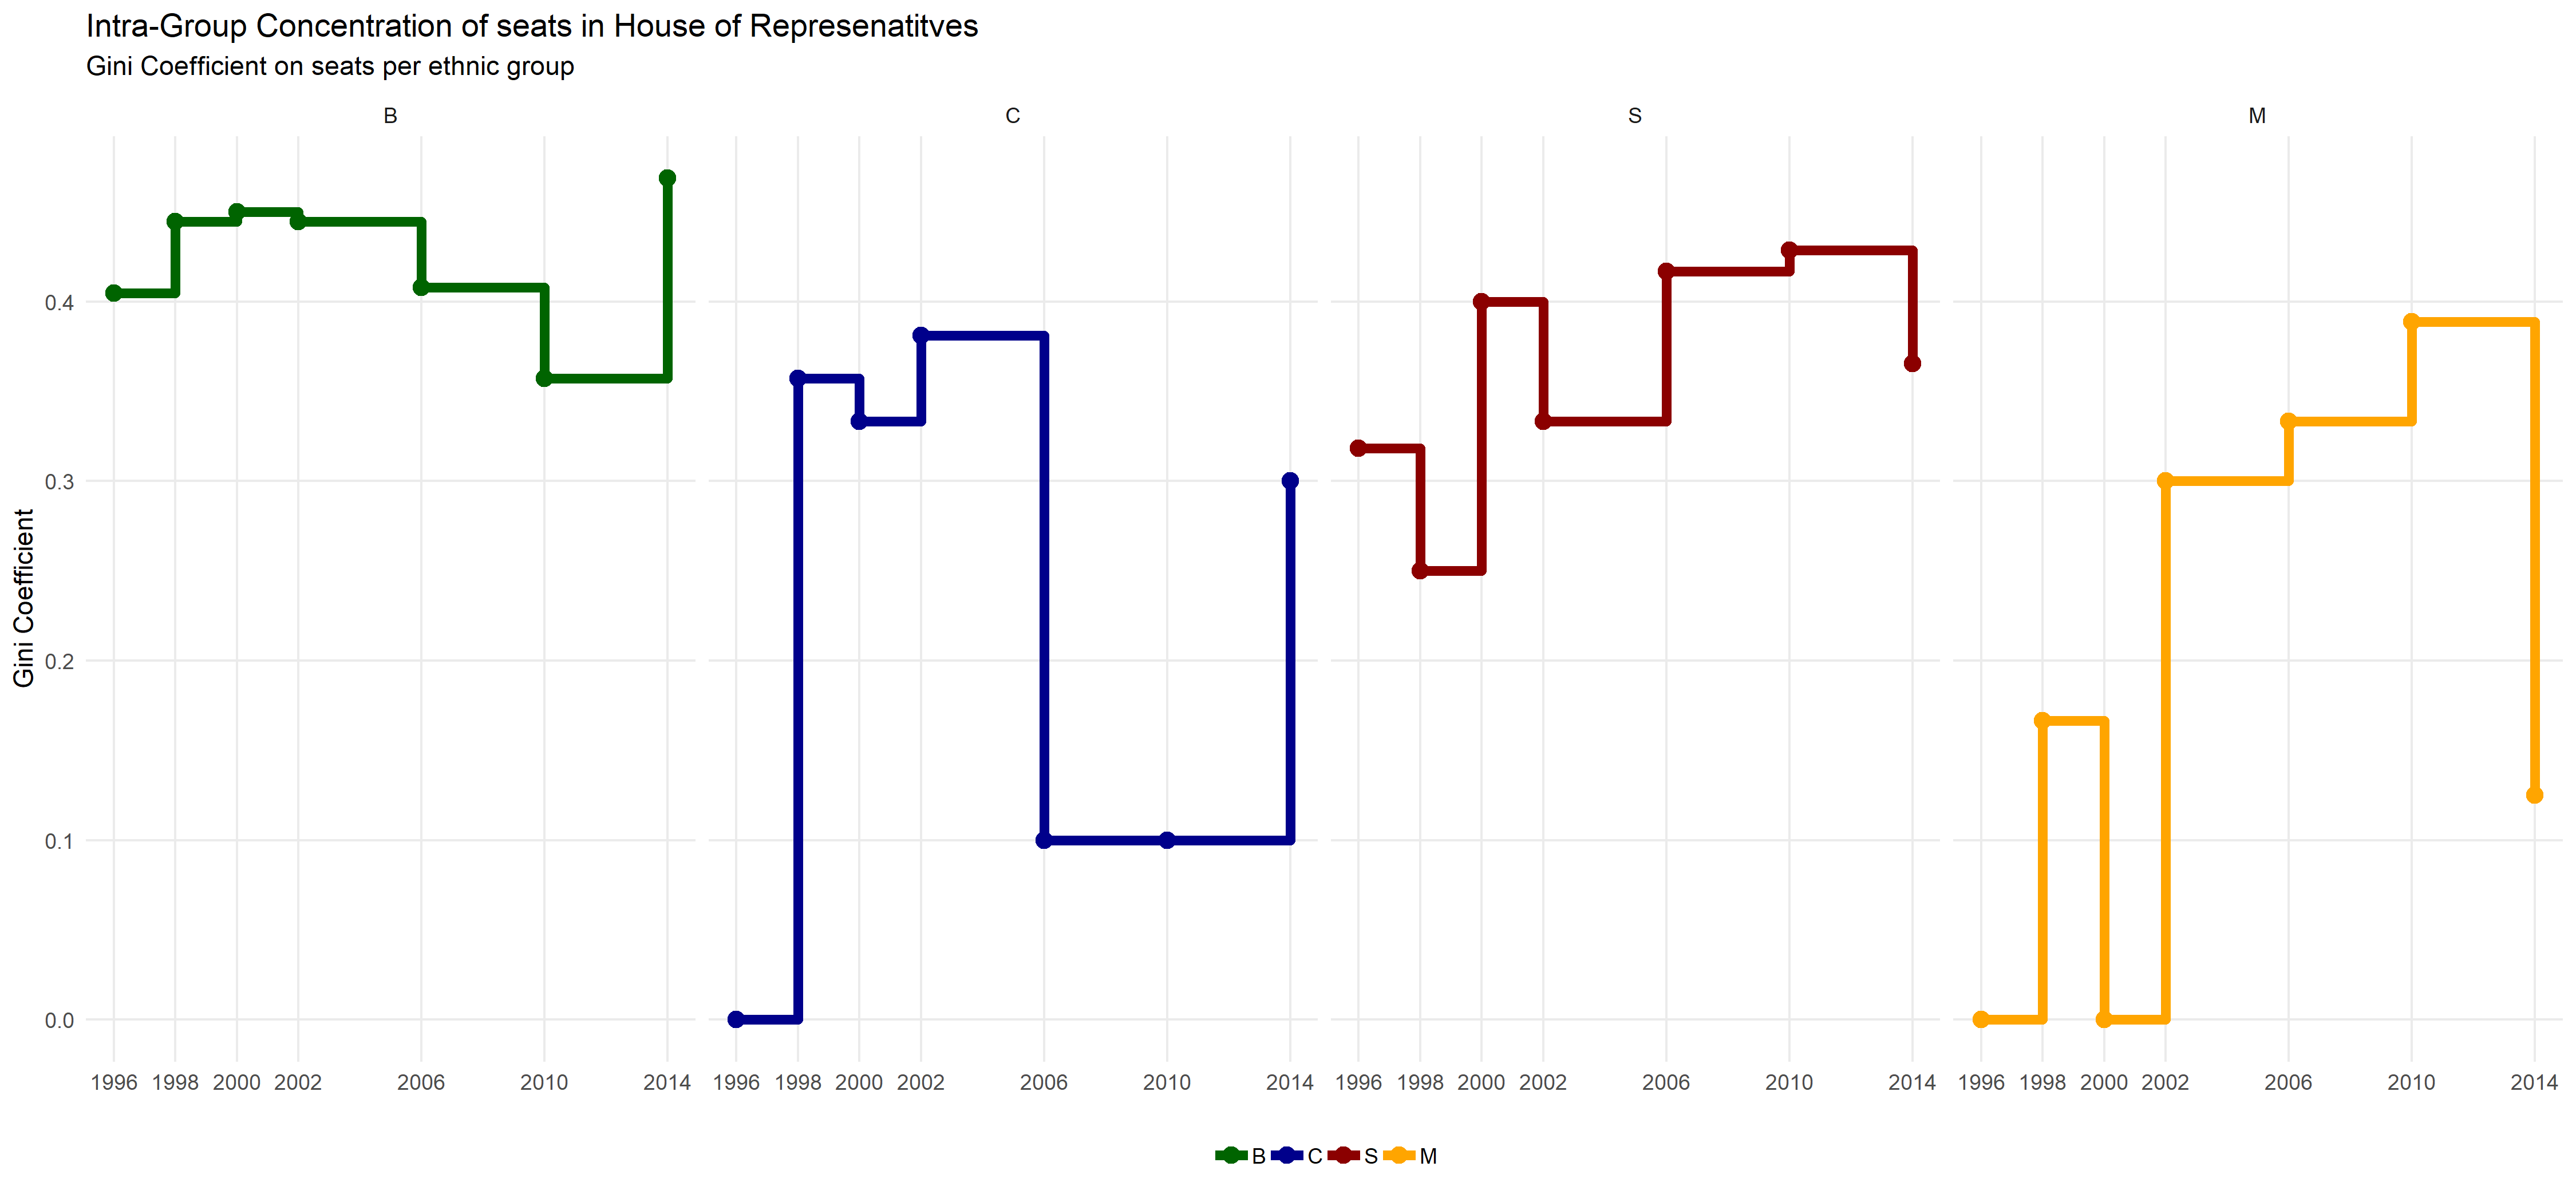 Intra-Group Concentration of seats in House of Represenatitves
Gini Coefficient on seats per ethnic group
B C S M
Gini Coefficient
0.4
0.3
0.2
0.1
0.0
1996 1998 2000 2002 2006 2010 2014 1996 1998 2000 2002 2006 2010 2014 1996 1998 2000 2002 2006 2010 2014 1996 1998 2000 2002 2006 2010 2014
B C S M